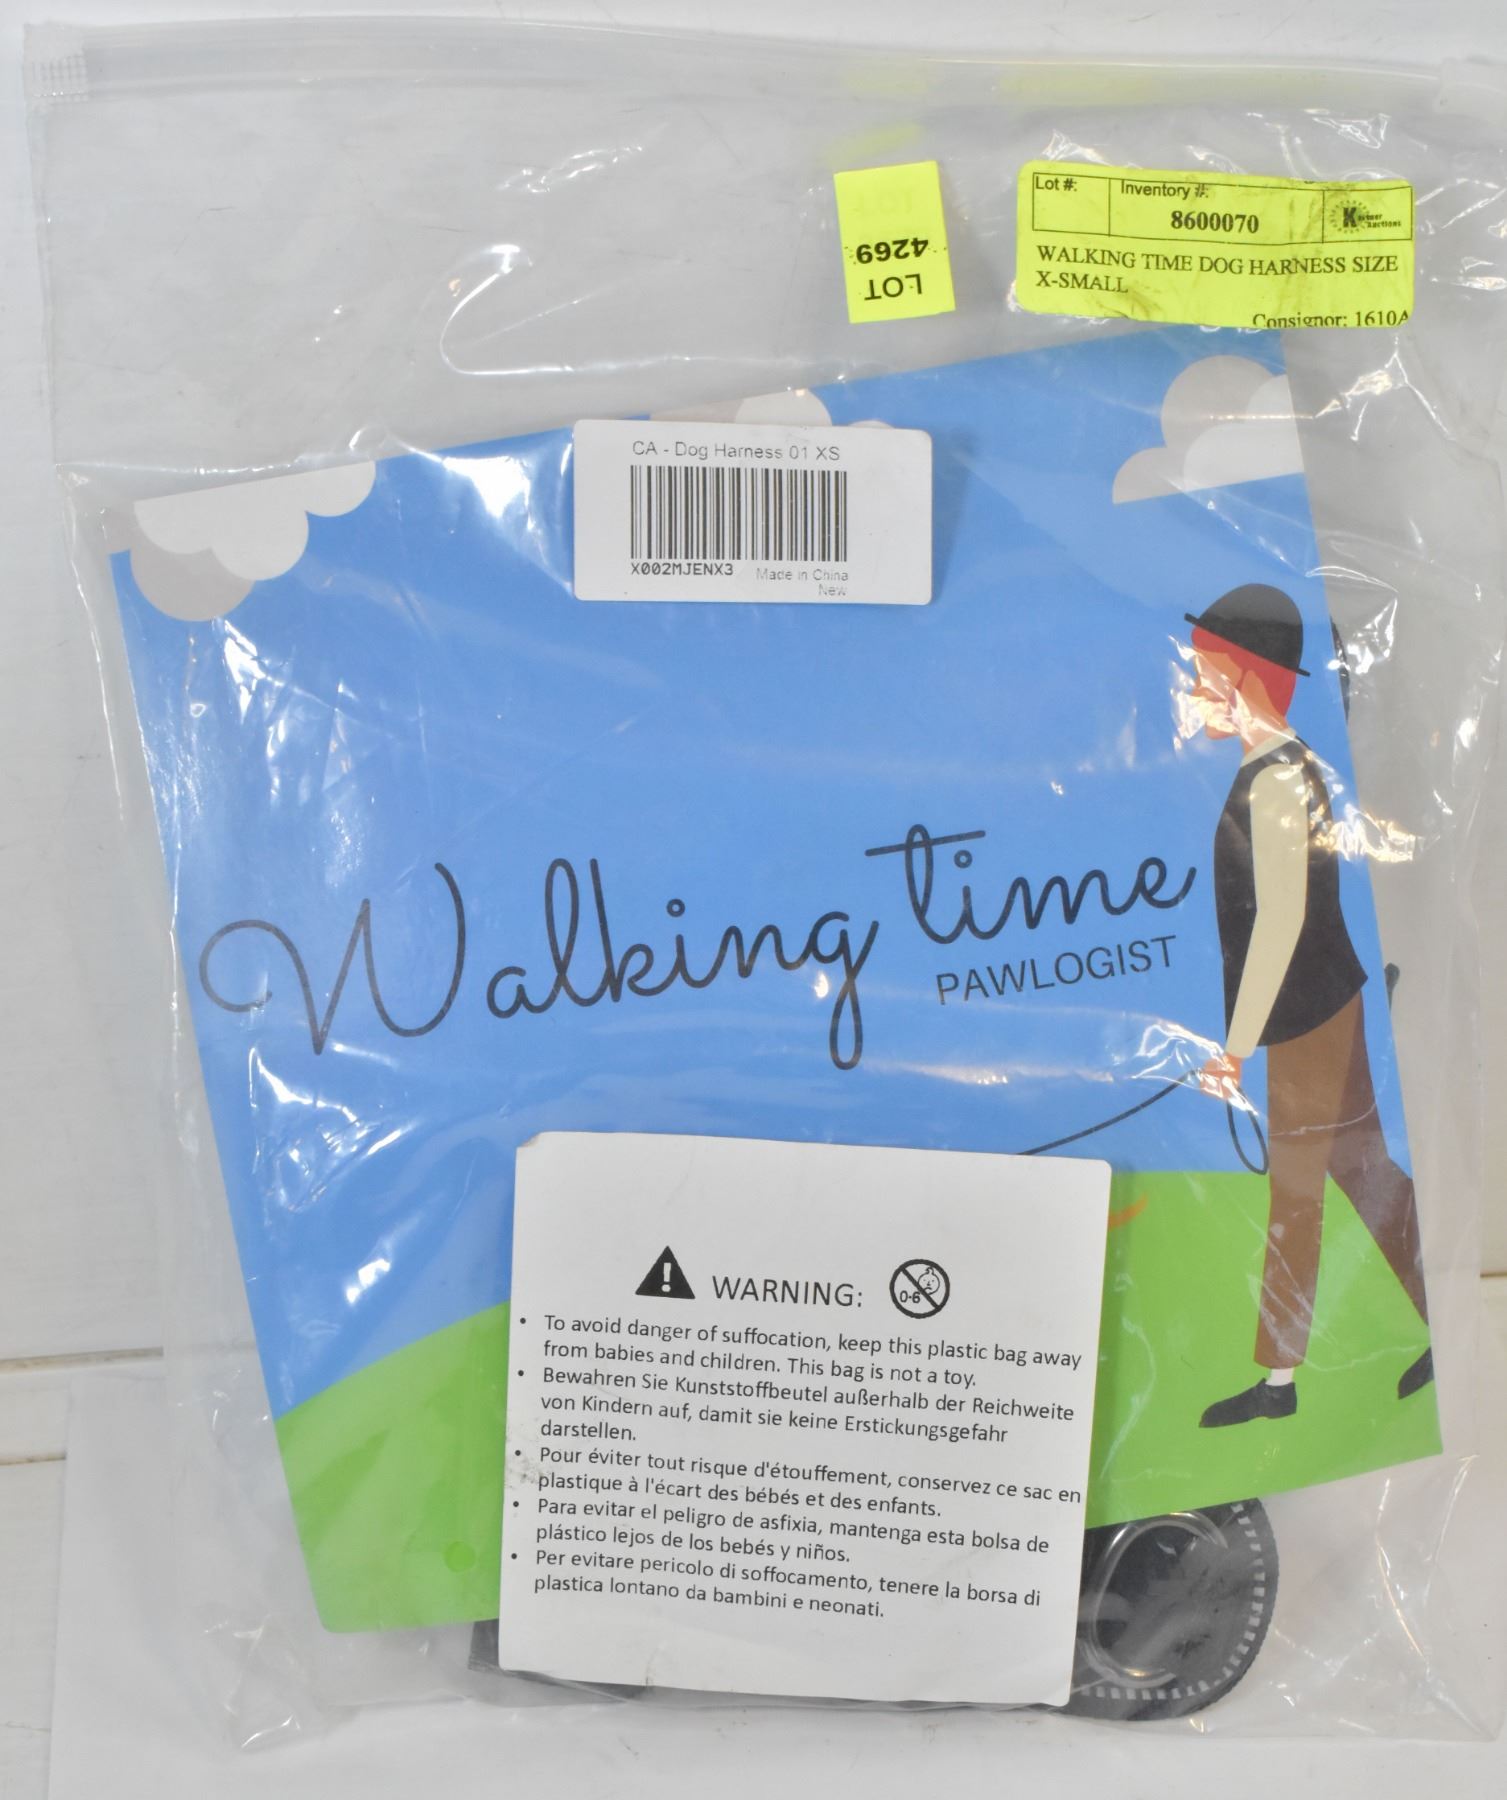 Lot #:
Inventory #:
8600070
WALKING TIME DOG HARNESS SIZE
X-SMALL
Consignor: 1610A
LOT
4269
CA - Dog Harness 01 XS
X002MJENX3
Made in China
New
Walking time
PAWLOGIST
WARNING:
0-6
• To avoid danger of suffocation, keep this plastic bag away
from babies and children. This bag is not a toy.
• Bewahren Sie Kunststoffbeutel außerhalb der Reichweite
von Kindern auf, damit sie keine Erstickungsgefahr
darstellen.
• Pour éviter tout risque d'étouffement, conservez ce sac en
plastique à l'écart des bébés et des enfants.
• Para evitar el peligro de asfixia, mantenga esta bolsa de
plástico lejos de los bebés y niños.
• Per evitare pericolo di soffocamento, tenere la borsa di
plastica lontano da bambini e neonati.